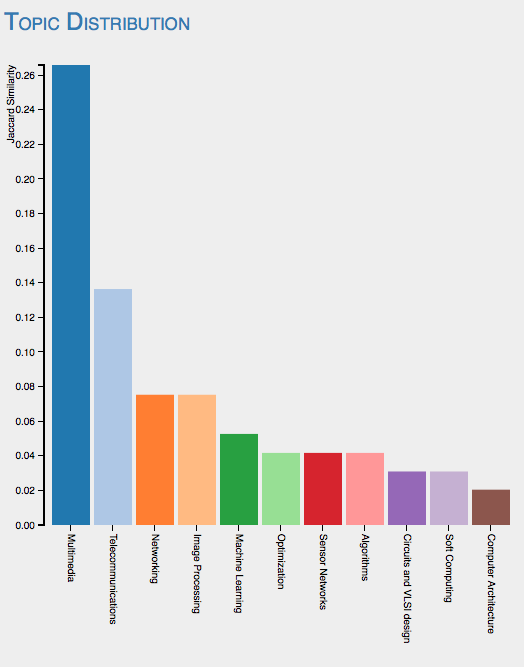 Topic Distribution
Jaccard Similarity
0.26
0.24
0.22
0.20
0.18
0.16
0.14
0.12
0.10
0.08
0.06
0.04
0.02
0.00
Multimedia
Telecommunications
Networking
Image Processing
Machine Learning
Optimization
Sensor Networks
Algorithms
Circuits and VLSI design
Soft Computing
Computer Architecture